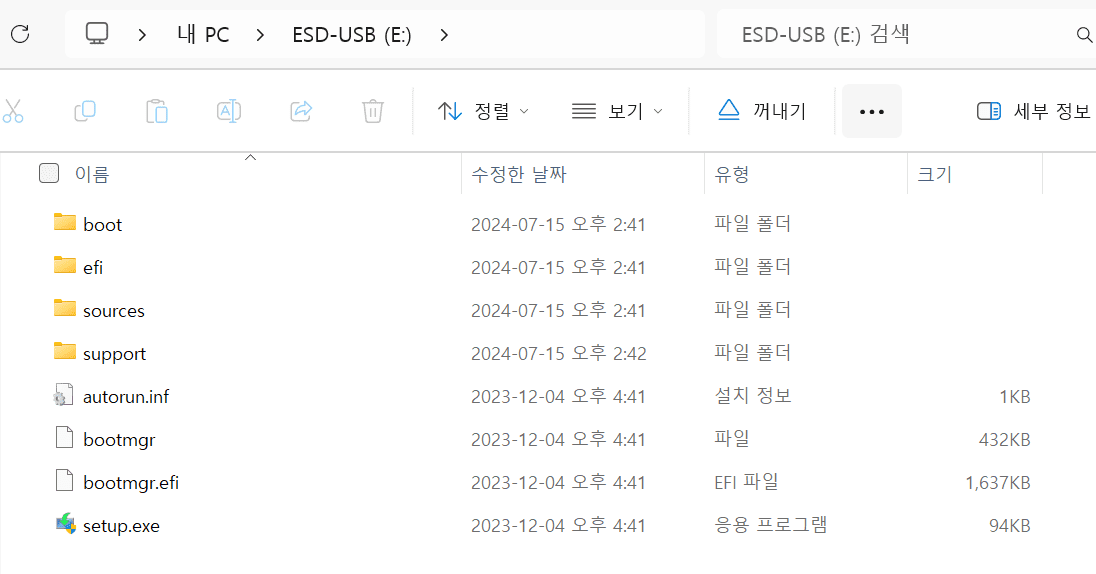 내 PC ESD-USB (E:) ESD-USB (E:) 검색
정렬 보기 꺼내기 세부 정보
이름 수정한 날짜 유형 크기
boot 2024-07-15 오후 2:41 파일 폴더
efi 2024-07-15 오후 2:41 파일 폴더
sources 2024-07-15 오후 2:41 파일 폴더
support 2024-07-15 오후 2:42 파일 폴더
autorun.inf 2023-12-04 오후 4:41 설치 정보 1KB
bootmgr 2023-12-04 오후 4:41 파일 432KB
bootmgr.efi 2023-12-04 오후 4:41 EFI 파일 1,637KB
setup.exe 2023-12-04 오후 4:41 응용 프로그램 94KB